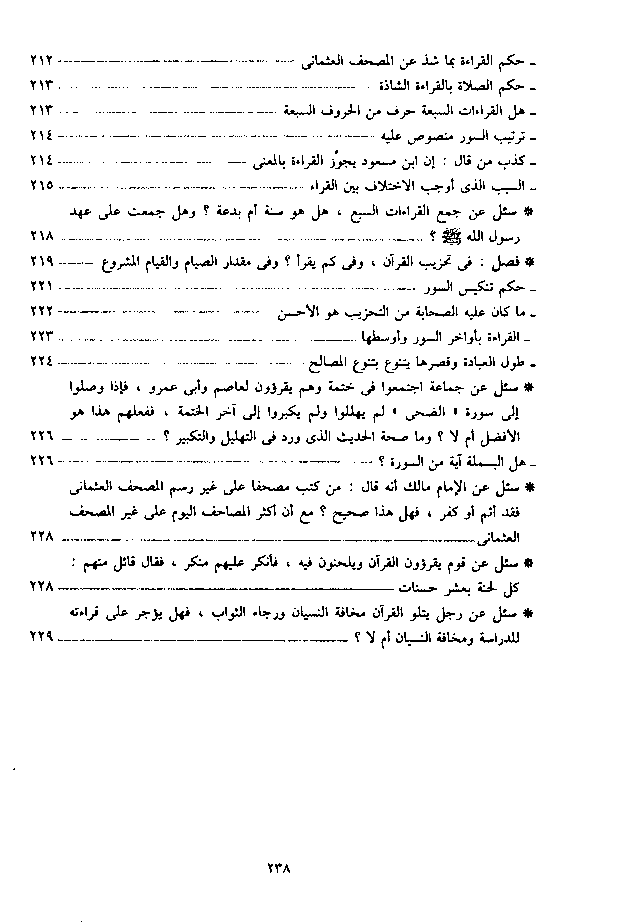 ـ حكم القراءة بما شذ عن المصحف العثمانى ٢١٢
ـ حكم الصلاة بالقراءة الشاذة ٢١٣
ـ هل القراءات السبعة حرف من الحروف السبعة ٢١٣
ـ ترتيب السور منصوص عليه ٢١٤
ـ كذب من قال : إن ابن مسعود يجوّز القراءة بالمعنى ٢١٤
ـ السبب الذى أوجب الاختلاف بين القراء ٢١٥
* سئل عن جمع القراءات السبع ، هل هو سنة أم بدعة ؟ وهل جمعت على عهد
رسول الله ﷺ ؟ ٢١٨
* فصل : فى تحزيب القرآن ، وفى كم يقرأ ؟ وفى مقدار الصيام والقيام المشروع ٢١٩
ـ حكم تنكيس السور ٢٢١
ـ ما كان عليه الصحابة من التحزيب هو الأحسن ٢٢٢
ـ القراءة بأواخر السور وأوسطها ٢٢٣
ـ طول العبادة وقصرها يتنوع بتنوع المصالح ٢٢٤
* سئل عن جماعة اجتمعوا فى ختمة وهم يقرؤون لعاصم وأبى عمرو ، فإذا وصلوا
إلى سورة « الضحى » لم يهللوا ولم يكبروا إلى آخر الختمة ، ففعلهم هذا هو
الأفضل أم لا ؟ وما صحة الحديث الذى ورد فى التهليل والتكبير ؟ ٢٢٦
ـ هل البسملة آية من السورة ؟ ٢٢٦
* سئل عن الإمام مالك أنه قال : من كتب مصحفا على غير رسم المصحف العثمانى
فقد أثم أو كفر ، فهل هذا صحيح ؟ مع أن أكثر المصاحف اليوم على غير المصحف
العثمانى ٢٢٨
* سئل عن قوم يقرؤون القرآن ويلحنون فيه ، فأنكر عليهم منكر ، فقال قائل منهم :
كل لحنة بعشر حسنات ٢٢٨
* سئل عن رجل يتلو القرآن مخافة النسيان ورجاء الثواب ، فهل يؤجر على قراءته
للدراسة ومخافة النسيان أم لا ؟ ٢٢٩
٢٣٨